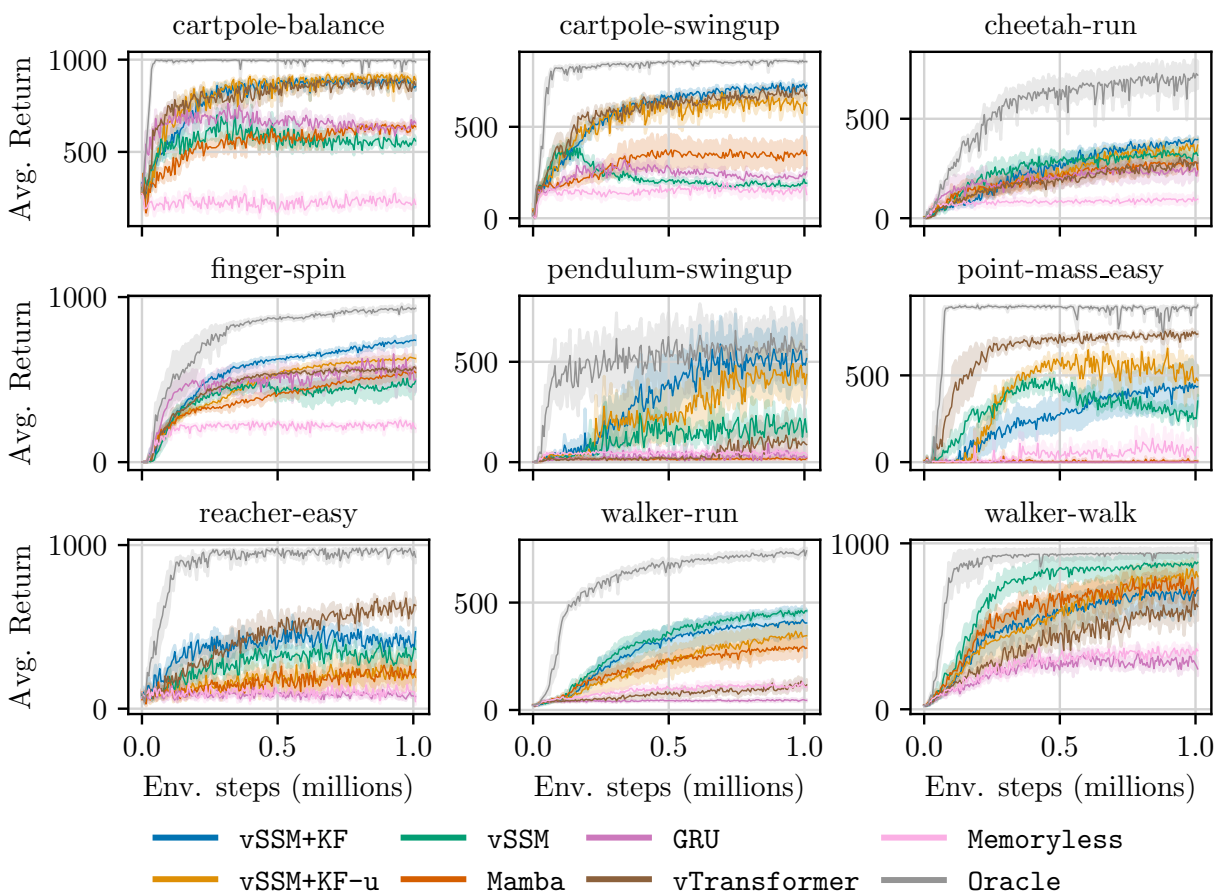 cartpole-balance cartpole-swingup cheetah-run
Avg. Return
1000
500
500
0
500
0
finger-spin pendulum-swingup point-mass_easy
Avg. Return
1000
0
500
0
500
0
reacher-easy walker-run walker-walk
Avg. Return
1000
0
500
0
1000
0
0.0 0.5 1.0 0.0 0.5 1.0 0.0 0.5 1.0
Env. steps (millions) Env. steps (millions) Env. steps (millions)
vSSM+KF vSSM GRU Memoryless
vSSM+KF-u Mamba vTransformer Oracle